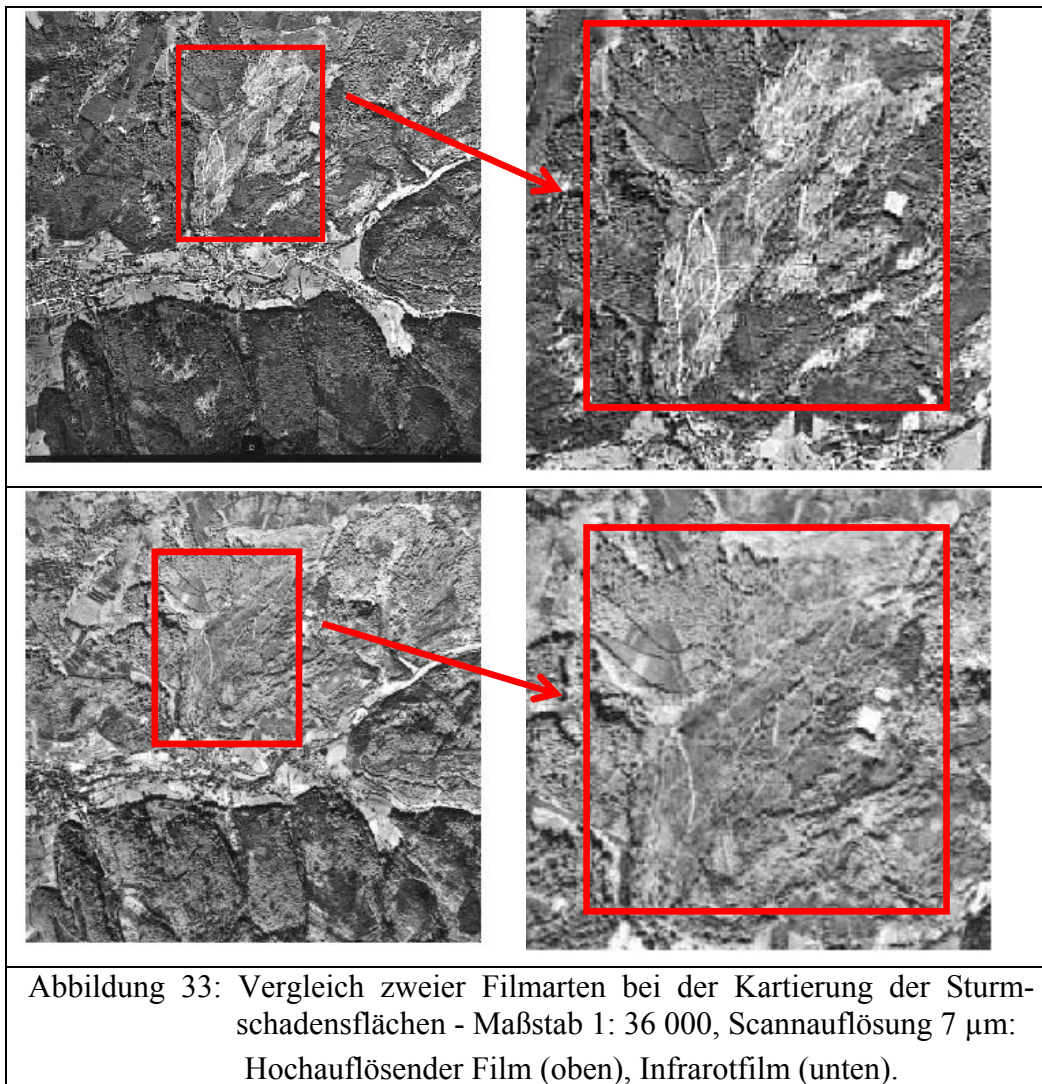 Abbildung 33: Vergleich zweier Filmarten bei der Kartierung der Sturm-
schadensflächen - Maßstab 1: 36 000, Scannauflösung 7 µm:
Hochauflösender Film (oben), Infrarotfilm (unten).